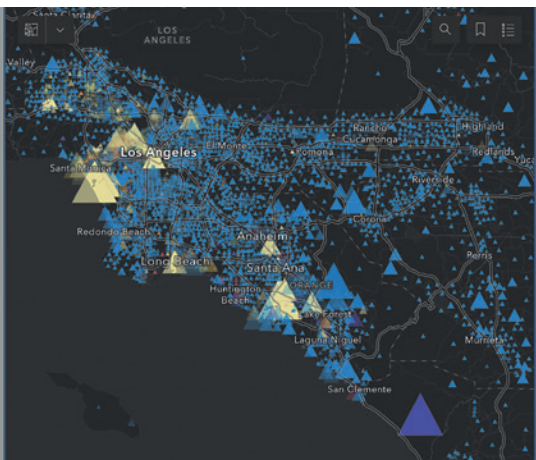 Santa Clarita
LOS
ANGELES
Valley
Rancho
Cucamonga
Highland
Los Angeles
El Monte
Pomona
Redlands
Yuca
Santa Monica
Riverside
Corona
Redondo Beach
Anaheim
Long Beach
Santa Ana
Perris
ORANGE
Huntington
Beach
Lake Forest
Laguna Niguel
Murrieta
San Clemente